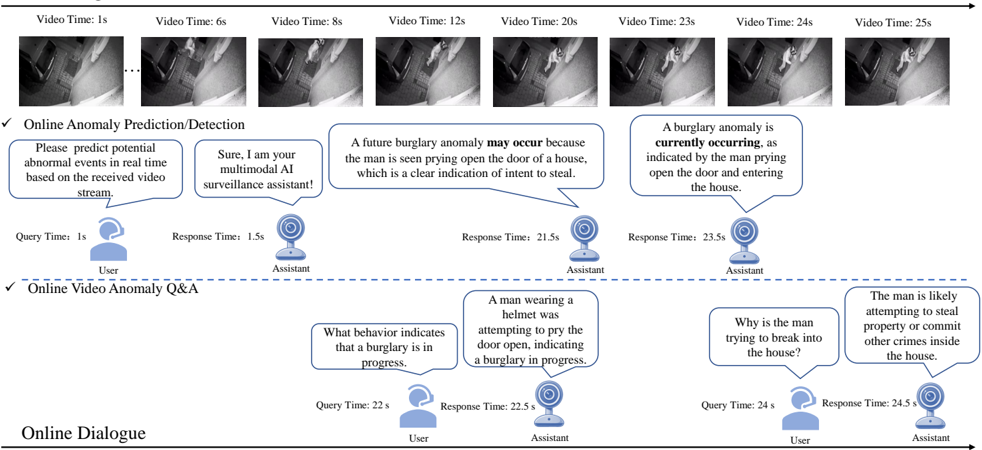 Video Time: 1s
Video Time: 6s
Video Time: 8s
Video Time: 12s
Video Time: 20s
Video Time: 23s
Video Time: 24s
Video Time: 25s
...
✓ Online Anomaly Prediction/Detection
Please predict potential
abnormal events in real time
based on the received video
stream.
Sure, I am your
multimodal AI
surveillance assistant!
A future burglary anomaly may occur because
the man is seen prying open the door of a house,
which is a clear indication of intent to steal.
A burglary anomaly is
currently occurring, as
indicated by the man prying
open the door and entering
the house.
Query Time: 1s
User
Response Time: 1.5s
Assistant
Response Time: 21.5s
Assistant
Response Time: 23.5s
Assistant
✓ Online Video Anomaly Q&A
What behavior indicates
that a burglary is in
progress.
A man wearing a
helmet was
attempting to pry the
door open, indicating
a burglary in progress.
Why is the man
trying to break into
the house?
The man is likely
attempting to steal
property or commit
other crimes inside
the house.
Query Time: 22 s
User
Response Time: 22.5 s
Assistant
Query Time: 24 s
User
Response Time: 24.5 s
Assistant
Online Dialogue